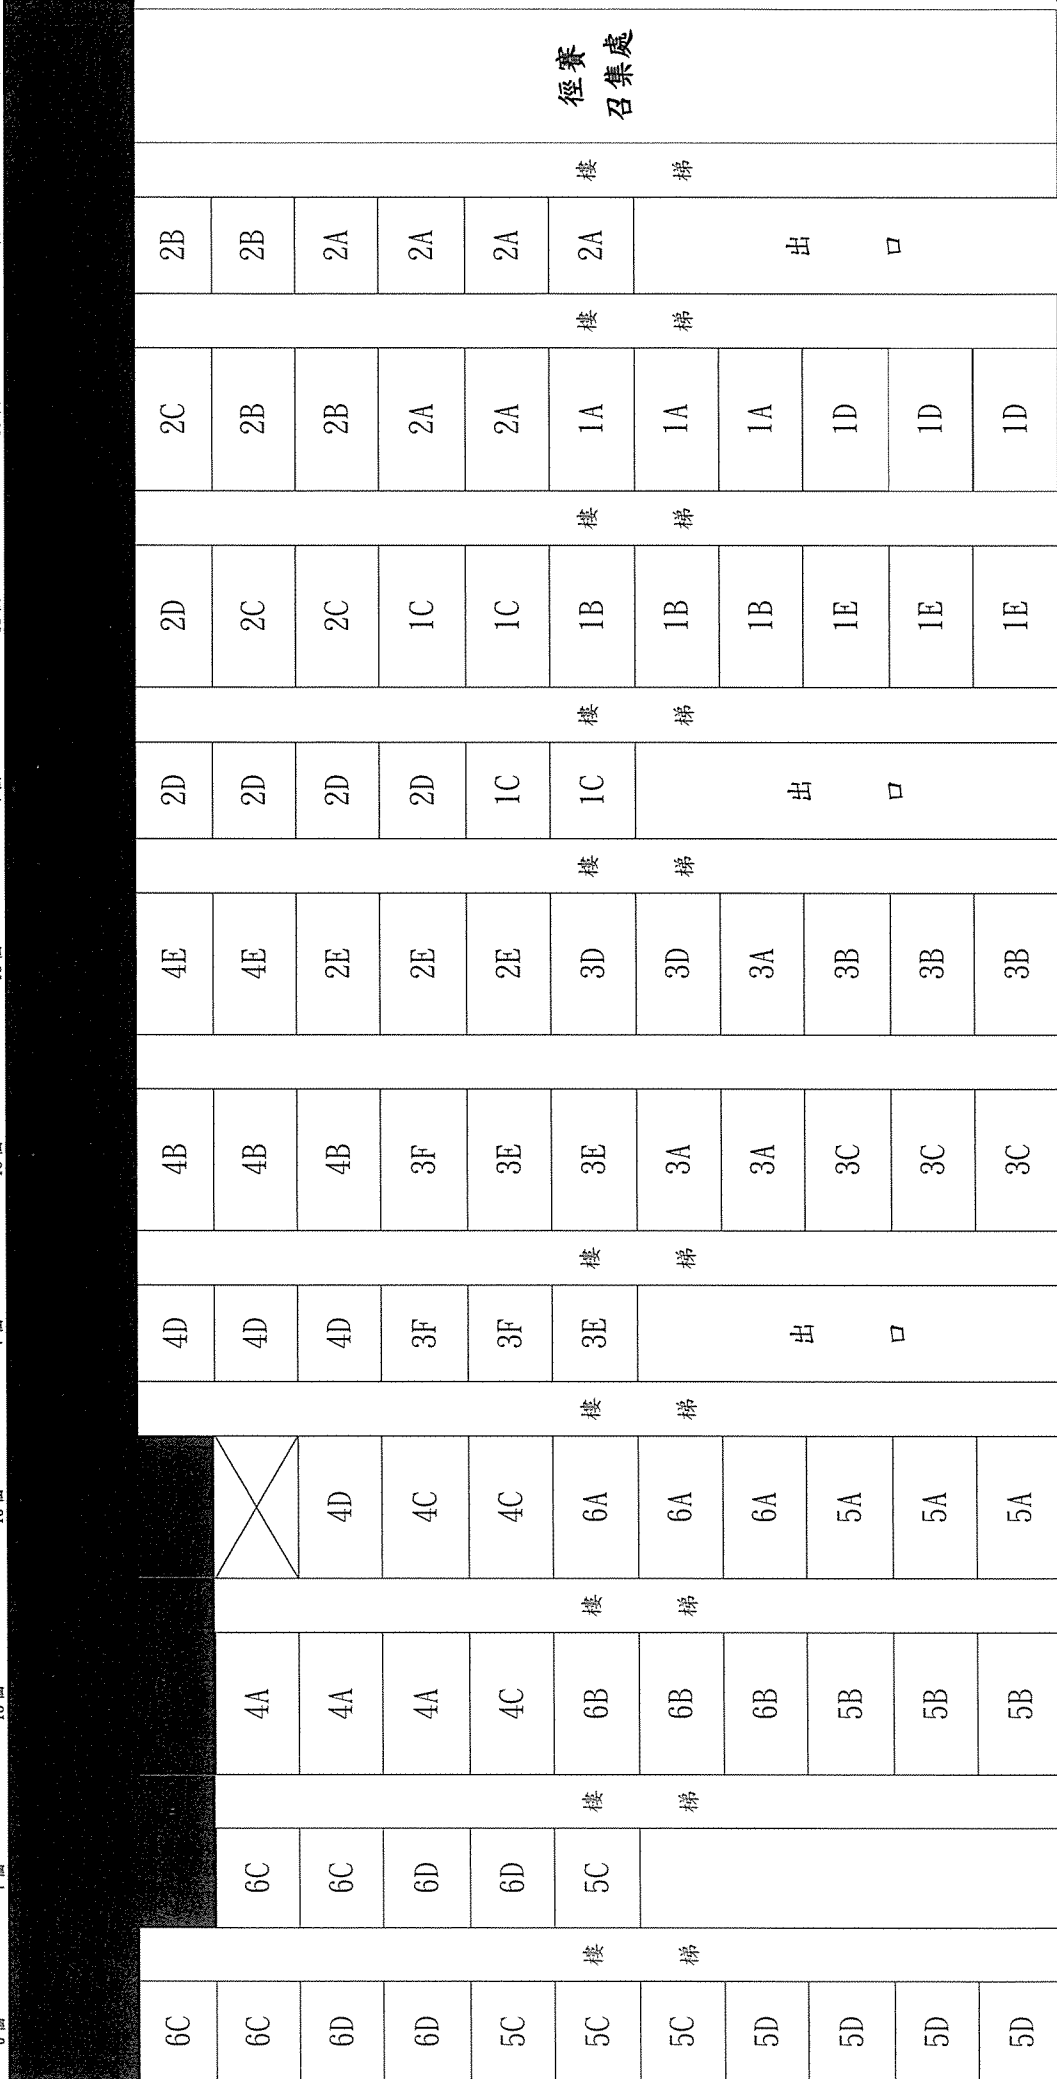 6C 4D 4B 4E 2D 2D 2C 2B
6C 6C 4A 4D 4B 4E 2D 2C 2B 2B
6D 6C 4A 4D 4D 4B 2E 2D 2C 2B 2A
6D 6D 4A 4C 3F 3F 2E 2D 1C 2A 2A
5C 6D 4C 4C 3F 3E 2E 1C 1C 2A 2A
5C 樓 5C 樓 6B 樓 6A 樓 3E 樓 3E 3D 樓 1C 樓 1B 樓 1A 樓 2A 樓 徑賽
5C 梯 梯 6B 梯 6A 梯 梯 3A 3D 梯 梯 1B 梯 1A 梯 梯 召集處
5D 6B 6A 出 3A 3A 出 1B 1A 出
5D 5B 5A 3C 3B 1E 1D
5D 5B 5A 口 3C 3B 口 1E 1D 口
5D 5B 5A 3C 3B 1E 1D